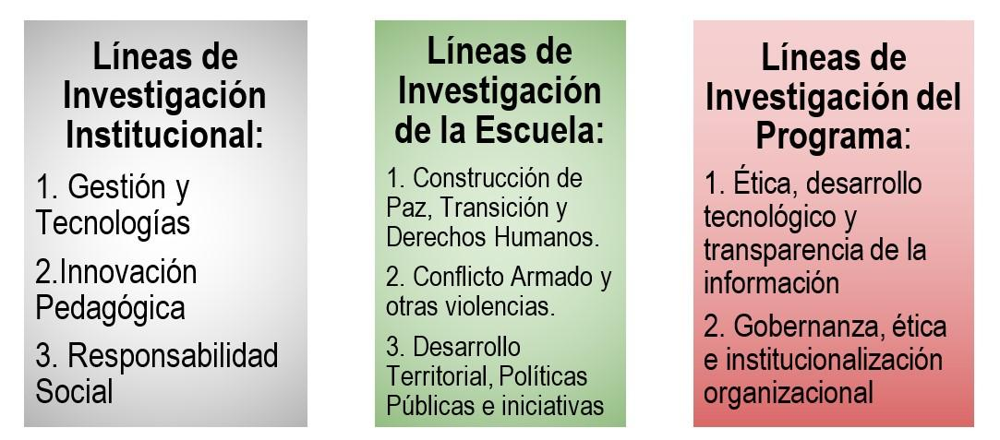 Líneas de
Investigación
Institucional:
1. Gestión y
Tecnologías
2.Innovación
Pedagógica
3. Responsabilidad
Social
Líneas de
Investigación
de la Escuela:
1. Construcción de
Paz, Transición y
Derechos Humanos.
2. Conflicto Armado y
otras violencias.
3. Desarrollo
Territorial, Políticas
Públicas e iniciativas
Líneas de
Investigación del
Programa:
1. Ética, desarrollo
tecnológico y
transparencia de la
información
2. Gobernanza, ética
e institucionalización
organizacional